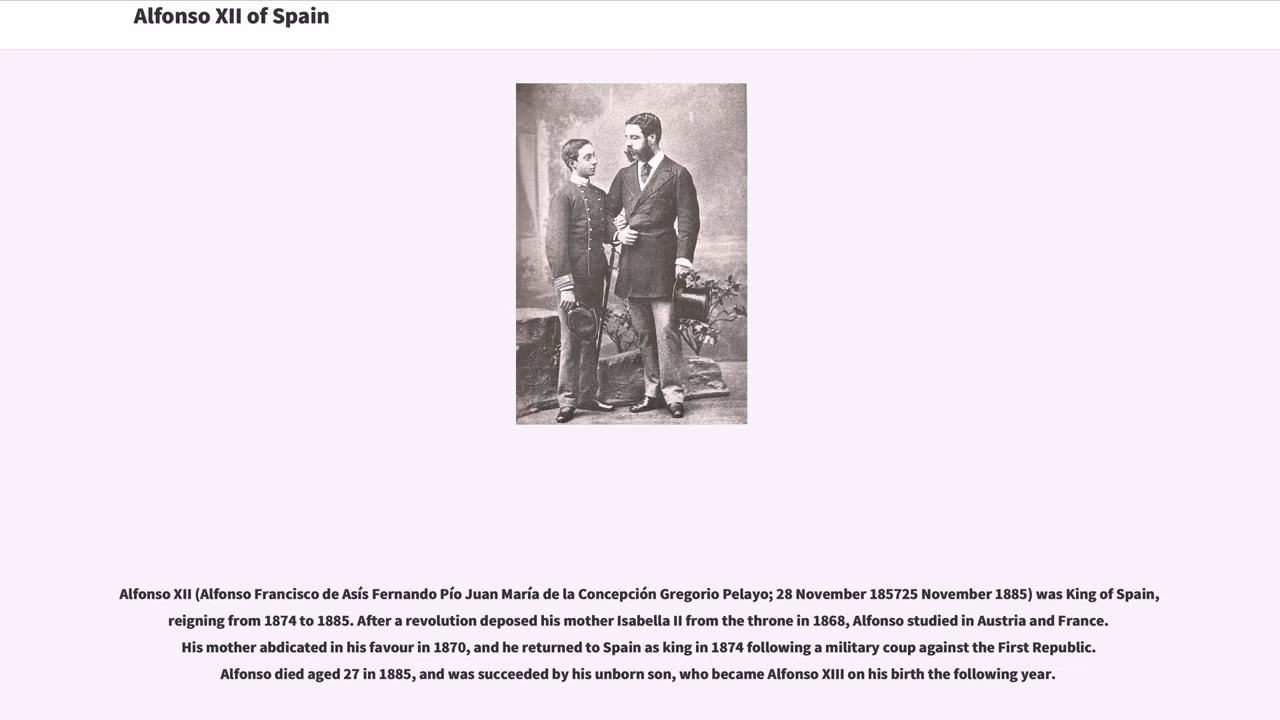 Alfonso XII of Spain
Alfonso XII (Alfonso Francisco de Asís Fernando Pío Juan María de la Concepción Gregorio Pelayo; 28 November 185725 November 1885) was King of Spain,
reigning from 1874 to 1885. After a revolution deposed his mother Isabella II from the throne in 1868, Alfonso studied in Austria and France.
His mother abdicated in his favour in 1870, and he returned to Spain as king in 1874 following a military coup against the First Republic.
Alfonso died aged 27 in 1885, and was succeeded by his unborn son, who became Alfonso XIII on his birth the following year.